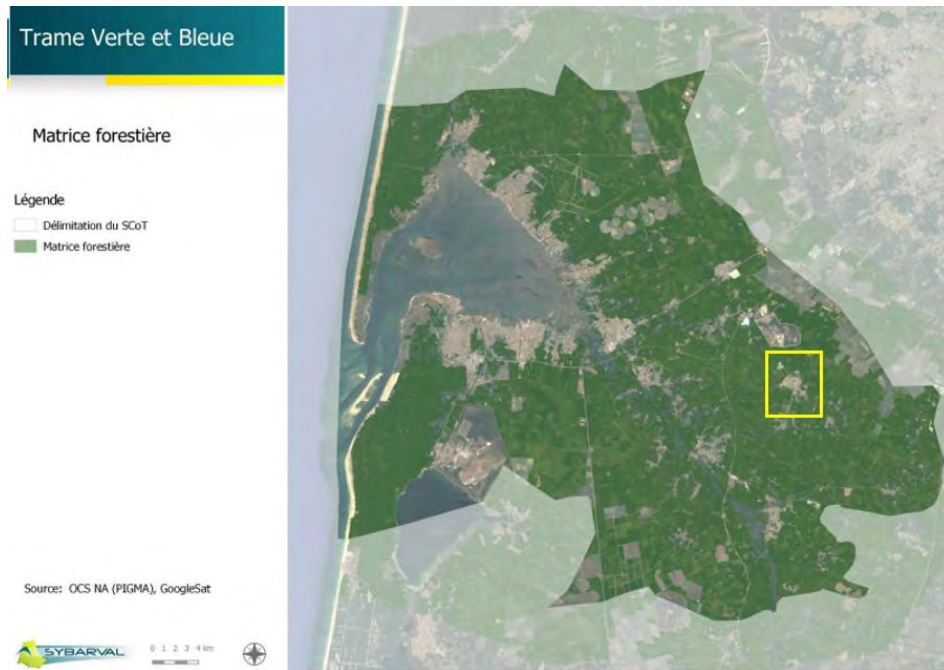 Trame Verte et Bleue
Matrice forestière
Légende
Délimitation du SCoT
Matrice forestière
Source: OCS NA (PIGMA), GoogleSat
SYBARVAL
0 1 2 3 4 km